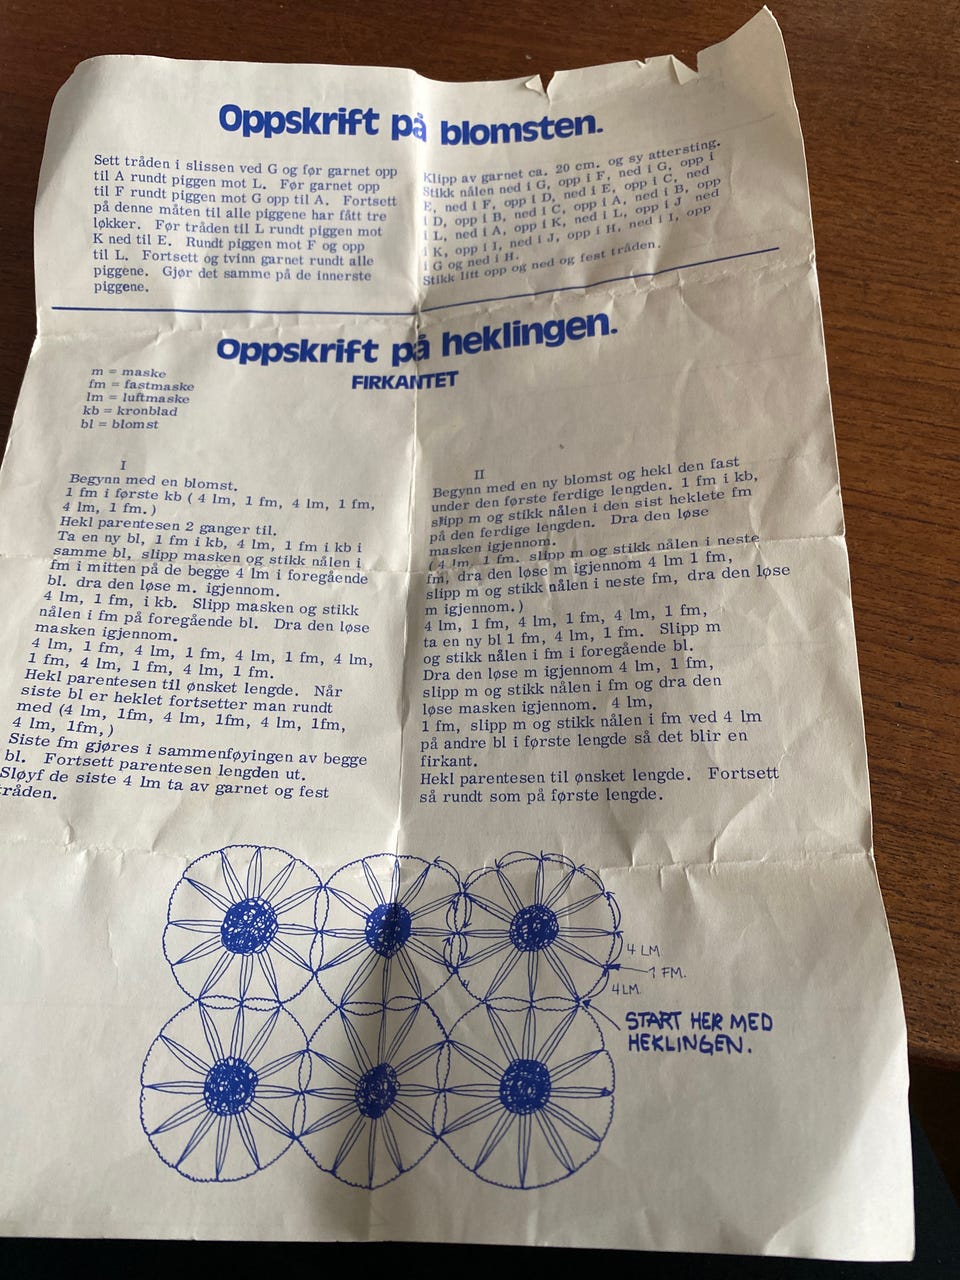 Oppskrift på blomsten.
Sett tråden i slissen ved G og før garnet opp
til A rundt piggen mot L. Før garnet opp
til F rundt piggen mot G opp til A. Fortsett
på denne måten til alle piggene har fått tre
løkker. Før tråden til L rundt piggen mot
K ned til E. Rundt piggen mot F og opp
til L. Fortsett og tvinn garnet rundt alle
piggene. Gjør det samme på de innerste
piggene.
Klipp av garnet ca. 20 cm. og sy attersting.
Stikk nålen ned i G, opp i F, ned i G, opp i
E, ned i F, opp i D, ned i E, opp i C, ned
i D, opp i B, ned i C, opp i A, ned i B, opp
i L, ned i A, opp i K, ned i L, opp i J ned
i K, opp i I, ned i J, opp i H, ned i I, opp
i G og ned i H.
Stikk litt opp og ned og fest tråden.
Oppskrift på heklingen.
FIRKANTET
m = maske
fm = fastmaske
lm = luftmaske
kb = kronblad
bl = blomst
I
Begynn med en blomst.
1 fm i første kb ( 4 lm, 1 fm, 4 lm, 1 fm,
4 lm, 1 fm. )
Hekl parentesen 2 ganger til.
Ta en ny bl, 1 fm i kb, 4 lm, 1 fm i kb i
samme bl, slipp masken og stikk nålen i
fm i mitten på de begge 4 lm i foregående
bl. dra den løse m. igjennom.
4 lm, 1 fm, i kb. Slipp masken og stikk
nålen i fm på foregående bl. Dra den løse
masken igjennom.
4 lm, 1 fm, 4 lm, 1 fm, 4 lm, 1 fm, 4 lm,
1 fm, 4 lm, 1 fm, 4 lm, 1 fm.
Hekl parentesen til ønsket lengde. Når
siste bl er heklet fortsetter man rundt
med (4 lm, 1fm, 4 lm, 1fm, 4 lm, 1fm,
4 lm, 1fm, )
Siste fm gjøres i sammenføyingen av begge
bl. Fortsett parentesen lengden ut.
Sløyf de siste 4 lm ta av garnet og fest
tråden.
II
Begynn med en ny blomst og hekl den fast
under den første ferdige lengden. 1 fm i kb,
slipp m og stikk nålen i den sist heklete fm
på den ferdige lengden. Dra den løse
masken igjennom.
( 4 lm, 1 fm, slipp m og stikk nålen i neste
fm, dra den løse m igjennom 4 lm 1 fm,
slipp m og stikk nålen i neste fm, dra den løse
m igjennom.)
4 lm, 1 fm, 4 lm, 1 fm, 4 lm, 1 fm,
ta en ny bl 1 fm, 4 lm, 1 fm. Slipp m
og stikk nålen i fm i foregående bl.
Dra den løse m igjennom 4 lm, 1 fm,
slipp m og stikk nålen i fm og dra den
løse masken igjennom. 4 lm,
1 fm, slipp m og stikk nålen i fm ved 4 lm
på andre bl i første lengde så det blir en
firkant.
Hekl parentesen til ønsket lengde. Fortsett
så rundt som på første lengde.
4 LM.
1 FM.
4 LM.
START HER MED
HEKLINGEN.